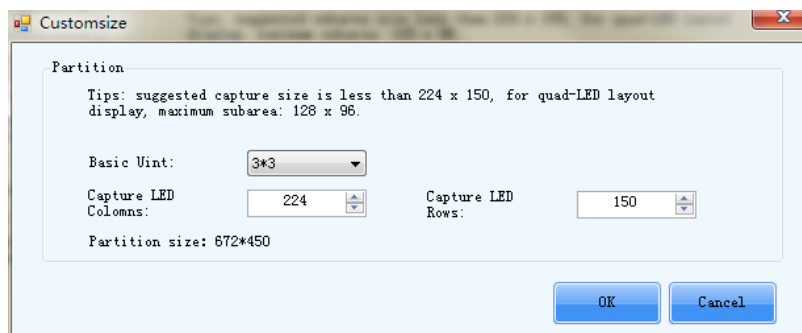 Customsize
Partition
Tips: suggested capture size is less than 224 x 150, for quad-LED layout
display, maximum subarea: 128 x 96.
Basic Uint:
3*3
Capture LED
Colomns:
224
Capture LED
Rows:
150
Partition size: 672*450
OK
Cancel